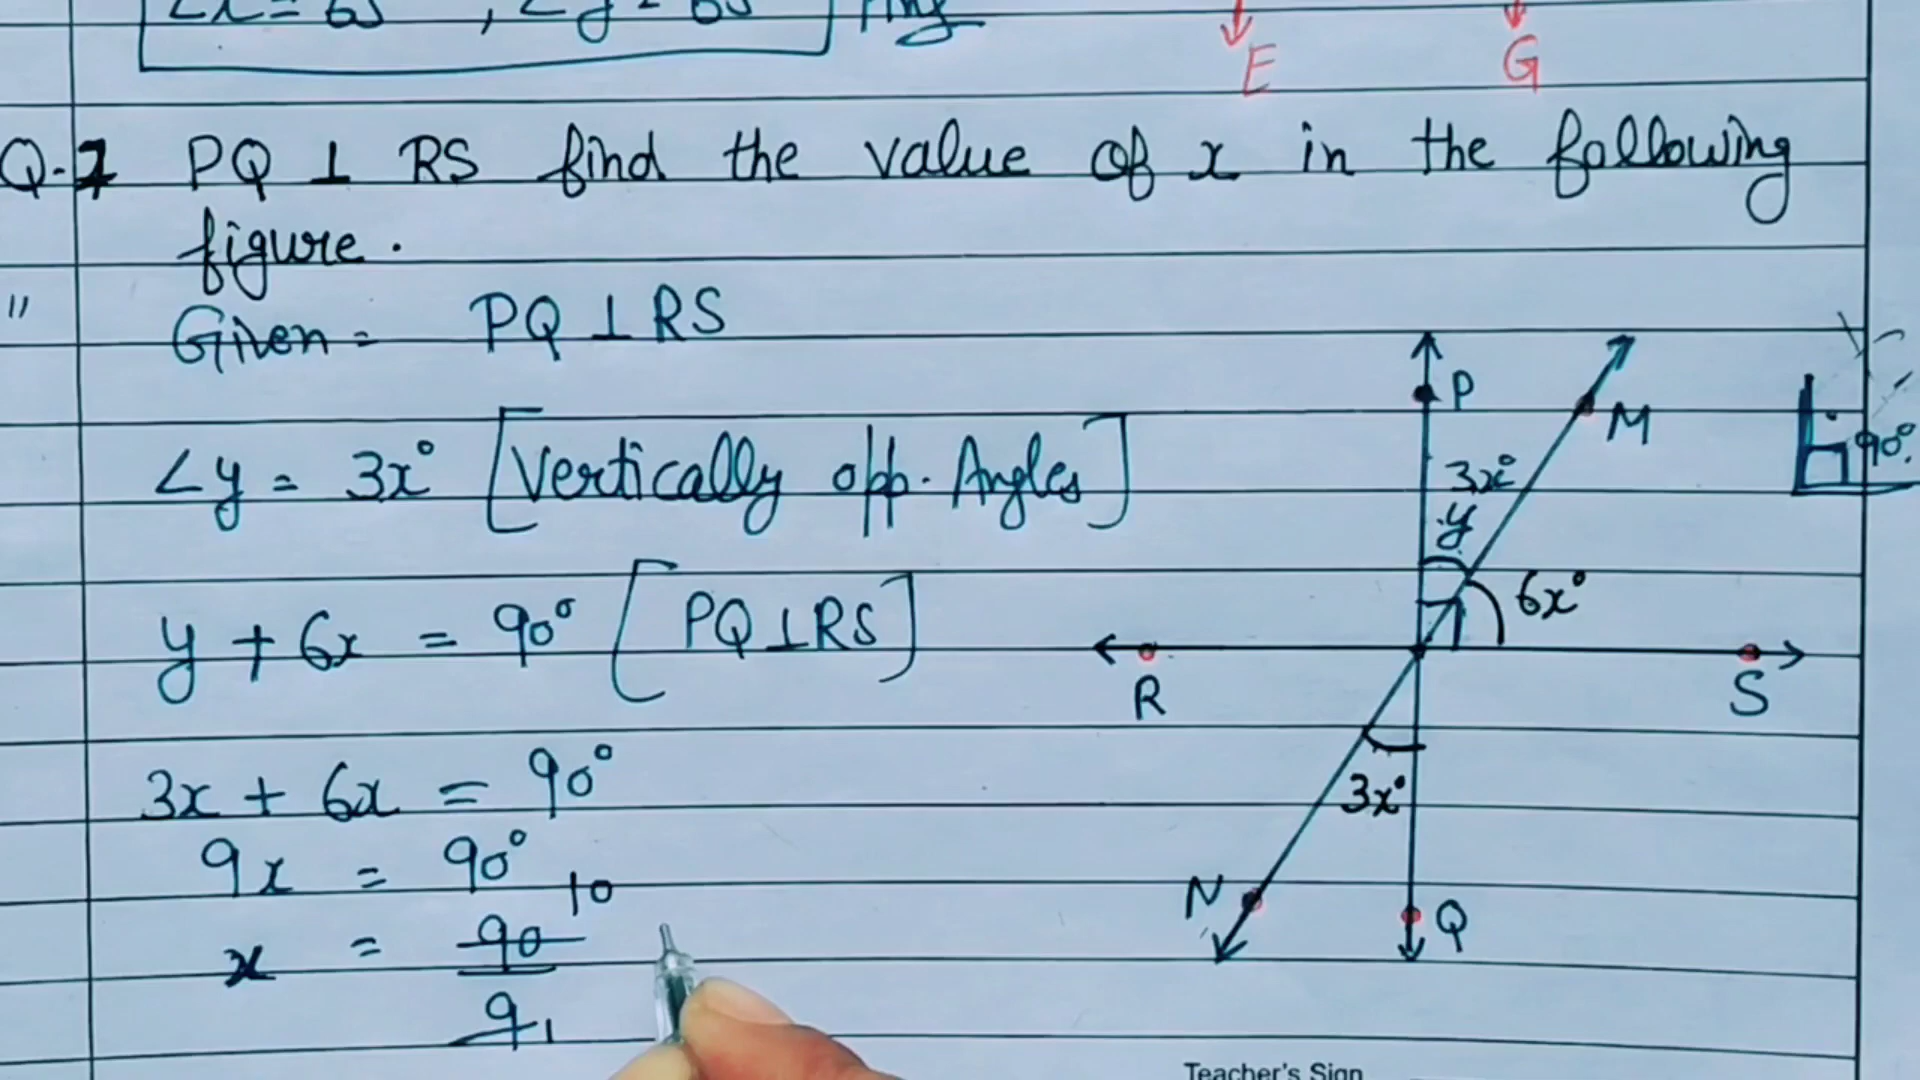 E G
Q.7 PQ ⊥ RS find the value of x in the following
figure.
Given = PQ ⊥ RS
∠y = 3x° [Vertically opp. Angles]
y + 6x = 90° [PQ ⊥ RS]
3x + 6x = 90°
9x = 90°
x = 90 10
9 1
P
M
90°
3x°
y
6x°
R
S
3x°
N
Q
Teacher's Sign